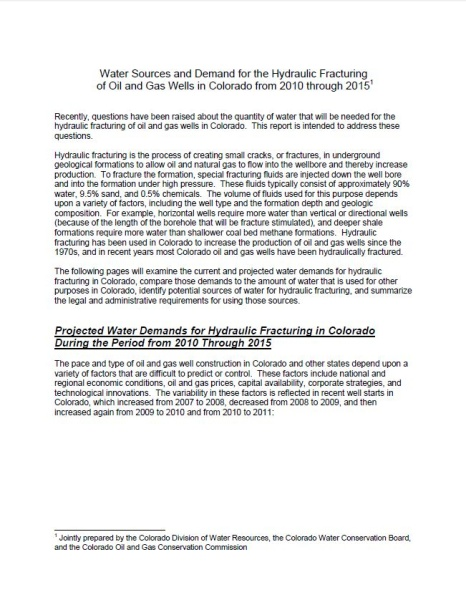 Water Sources and Demand for the Hydraulic Fracturing
of Oil and Gas Wells in Colorado from 2010 through 2015¹
Recently, questions have been raised about the quantity of water that will be needed for the
hydraulic fracturing of oil and gas wells in Colorado. This report is intended to address these
questions.
Hydraulic fracturing is the process of creating small cracks, or fractures, in underground
geological formations to allow oil and natural gas to flow into the wellbore and thereby increase
production. To fracture the formation, special fracturing fluids are injected down the well bore
and into the formation under high pressure. These fluids typically consist of approximately 90%
water, 9.5% sand, and 0.5% chemicals. The volume of fluids used for this purpose depends
upon a variety of factors, including the well type and the formation depth and geologic
composition. For example, horizontal wells require more water than vertical or directional wells
(because of the length of the borehole that will be fracture stimulated), and deeper shale
formations require more water than shallower coal bed methane formations. Hydraulic
fracturing has been used in Colorado to increase the production of oil and gas wells since the
1970s, and in recent years most Colorado oil and gas wells have been hydraulically fractured.
The following pages will examine the current and projected water demands for hydraulic
fracturing in Colorado, compare those demands to the amount of water that is used for other
purposes in Colorado, identify potential sources of water for hydraulic fracturing, and summarize
the legal and administrative requirements for using those sources.
Projected Water Demands for Hydraulic Fracturing in Colorado
During the Period from 2010 Through 2015
The pace and type of oil and gas well construction in Colorado and other states depend upon a
variety of factors that are difficult to predict or control. These factors include national and
regional economic conditions, oil and gas prices, capital availability, corporate strategies, and
technological innovations. The variability in these factors is reflected in recent well starts in
Colorado, which increased from 2007 to 2008, decreased from 2008 to 2009, and then
increased again from 2009 to 2010 and from 2010 to 2011:
¹ Jointly prepared by the Colorado Division of Water Resources, the Colorado Water Conservation Board,
and the Colorado Oil and Gas Conservation Commission